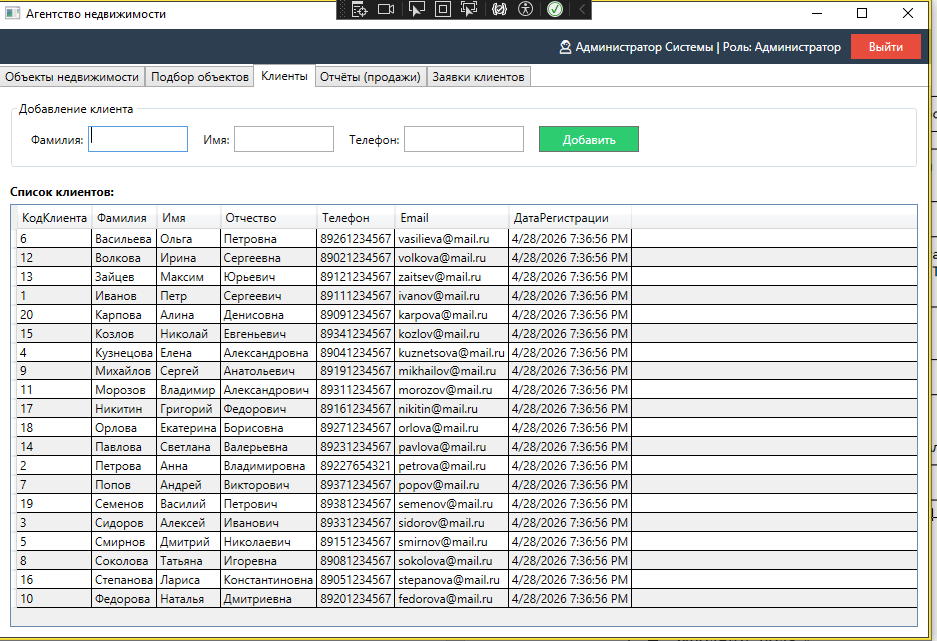 Агентство недвижимости
Администратор Системы | Роль: Администратор Выйти
Объекты недвижимости Подбор объектов Клиенты Отчёты (продажи) Заявки клиентов
Добавление клиента
Фамилия: Имя: Телефон: Добавить
Список клиентов:
КодКлиента Фамилия Имя Отчество Телефон Email ДатаРегистрации
6 Васильева Ольга Петровна 89261234567 vasilieva@mail.ru 4/28/2026 7:36:56 PM
12 Волкова Ирина Сергеевна 89021234567 volkova@mail.ru 4/28/2026 7:36:56 PM
13 Зайцев Максим Юрьевич 89121234567 zaitsev@mail.ru 4/28/2026 7:36:56 PM
1 Иванов Петр Сергеевич 89111234567 ivanov@mail.ru 4/28/2026 7:36:56 PM
20 Карпова Алина Денисовна 89091234567 karpova@mail.ru 4/28/2026 7:36:56 PM
15 Козлов Николай Евгеньевич 89341234567 kozlov@mail.ru 4/28/2026 7:36:56 PM
4 Кузнецова Елена Александровна 89041234567 kuznetsova@mail.ru 4/28/2026 7:36:56 PM
9 Михайлов Сергей Анатольевич 89191234567 mikhailov@mail.ru 4/28/2026 7:36:56 PM
11 Морозов Владимир Александрович 89311234567 morozov@mail.ru 4/28/2026 7:36:56 PM
17 Никитин Григорий Федорович 89161234567 nikitin@mail.ru 4/28/2026 7:36:56 PM
18 Орлова Екатерина Борисовна 89271234567 orlova@mail.ru 4/28/2026 7:36:56 PM
14 Павлова Светлана Валерьевна 89231234567 pavlova@mail.ru 4/28/2026 7:36:56 PM
2 Петрова Анна Владимировна 89227654321 petrova@mail.ru 4/28/2026 7:36:56 PM
7 Попов Андрей Викторович 89371234567 popov@mail.ru 4/28/2026 7:36:56 PM
19 Семенов Василий Петрович 89381234567 semenov@mail.ru 4/28/2026 7:36:56 PM
3 Сидоров Алексей Иванович 89331234567 sidorov@mail.ru 4/28/2026 7:36:56 PM
5 Смирнов Дмитрий Николаевич 89151234567 smirnov@mail.ru 4/28/2026 7:36:56 PM
8 Соколова Татьяна Игоревна 89081234567 sokolova@mail.ru 4/28/2026 7:36:56 PM
16 Степанова Лариса Константиновна 89051234567 stepanova@mail.ru 4/28/2026 7:36:56 PM
10 Федорова Наталья Дмитриевна 89201234567 fedorova@mail.ru 4/28/2026 7:36:56 PM